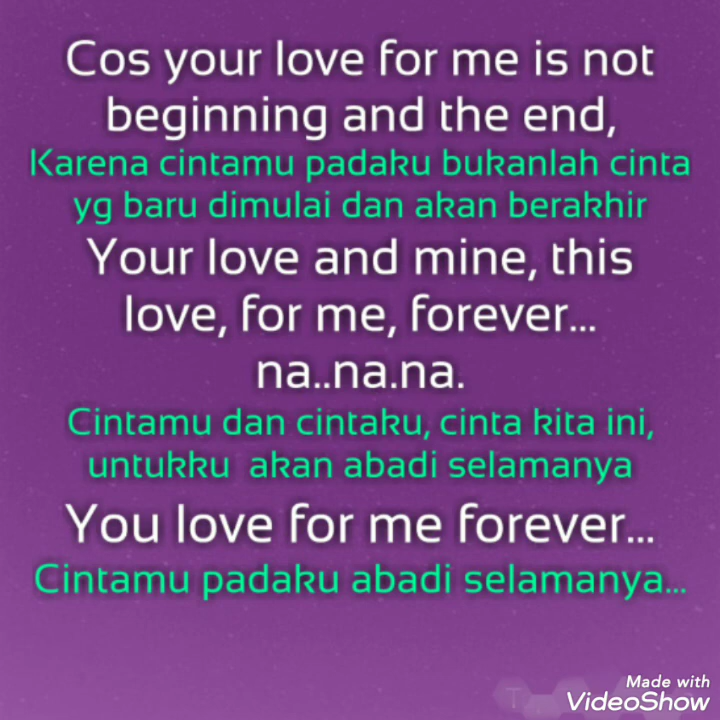 Cos your love for me is not
beginning and the end,
Karena cintamu padaku bukanlah cinta
yg baru dimulai dan akan berakhir
Your love and mine, this
love, for me, forever...
na..na.na.
Cintamu dan cintaku, cinta kita ini,
untukku akan abadi selamanya
You love for me forever...
Cintamu padaku abadi selamanya...
Made with
VideoShow